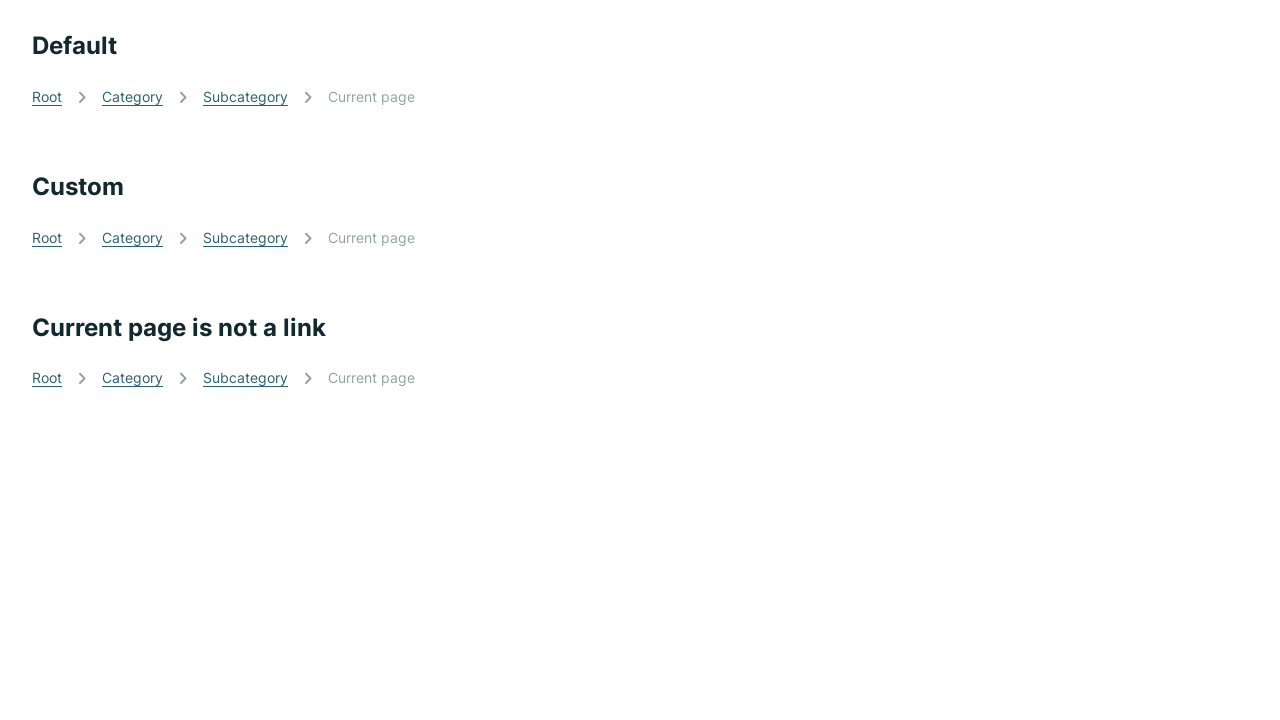 Default
Root Category Subcategory Current page
Custom
Root Category Subcategory Current page
Current page is not a link
Root Category Subcategory Current page